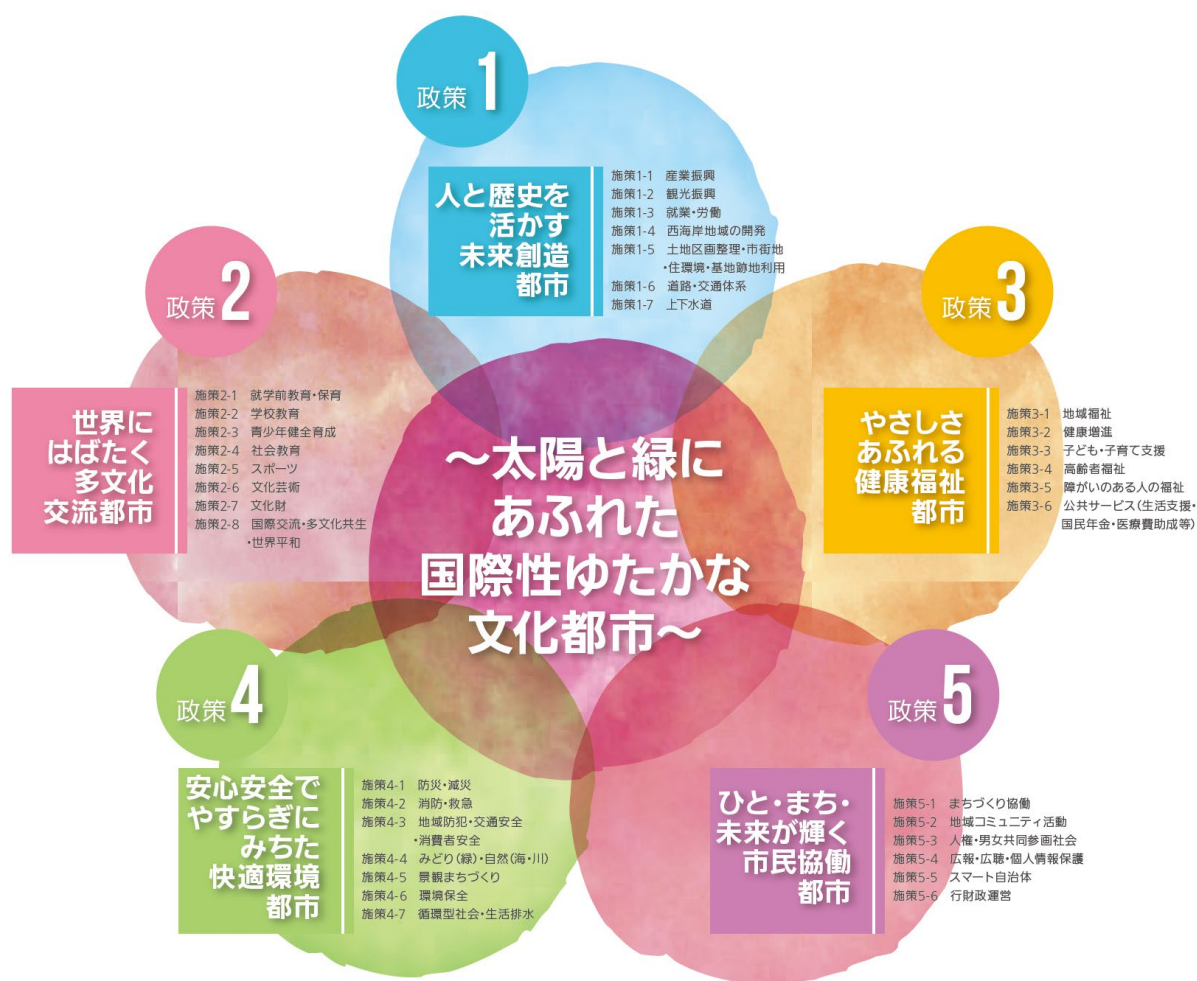 政策1
人と歴史を
活かす
未来創造
都市
施策1-1 産業振興
施策1-2 観光振興
施策1-3 就業・労働
施策1-4 西海岸地域の開発
施策1-5 土地区画整理・市街地
・住環境・基地跡地利用
施策1-6 道路・交通体系
施策1-7 上下水道
政策2
世界に
はばたく
多文化
交流都市
施策2-1 就学前教育・保育
施策2-2 学校教育
施策2-3 青少年健全育成
施策2-4 社会教育
施策2-5 スポーツ
施策2-6 文化芸術
施策2-7 文化財
施策2-8 国際交流・多文化共生
・世界平和
政策3
やさしさ
あふれる
健康福祉
都市
施策3-1 地域福祉
施策3-2 健康増進
施策3-3 子ども・子育て支援
施策3-4 高齢者福祉
施策3-5 障がいのある人の福祉
施策3-6 公共サービス(生活支援・
国民年金・医療費助成等)
～太陽と緑に
あふれた
国際性ゆたかな
文化都市～
政策4
安心安全で
やすらぎに
みちた
快適環境
都市
施策4-1 防災・減災
施策4-2 消防・救急
施策4-3 地域防犯・交通安全
・消費者安全
施策4-4 みどり(緑)・自然(海・川)
施策4-5 景観まちづくり
施策4-6 環境保全
施策4-7 循環型社会・生活排水
政策5
ひと・まち・
未来が輝く
市民協働
都市
施策5-1 まちづくり協働
施策5-2 地域コミュニティ活動
施策5-3 人権・男女共同参画社会
施策5-4 広報・広聴・個人情報保護
施策5-5 スマート自治体
施策5-6 行財政運営